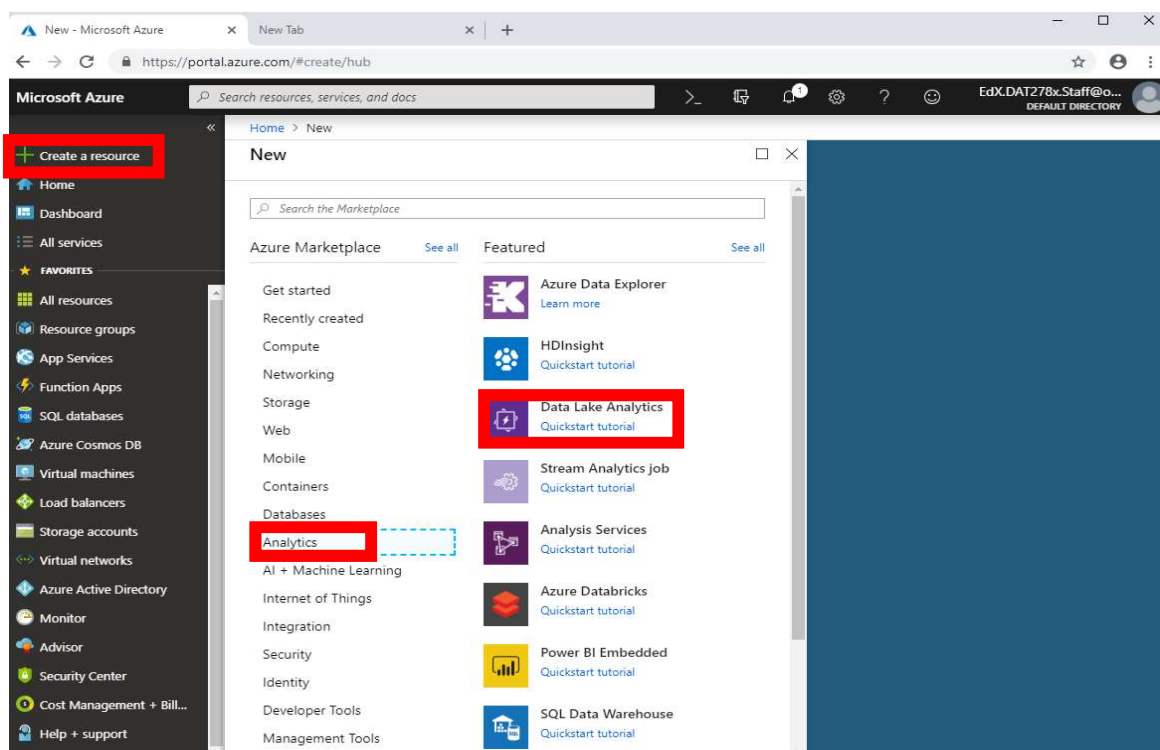 New - Microsoft Azure
New Tab
https://portal.azure.com/#create/hub
Microsoft Azure
Search resources, services, and docs
1
EdX.DAT278x.Staff@o...
DEFAULT DIRECTORY
Create a resource
Home
Dashboard
All services
FAVORITES
All resources
Resource groups
App Services
Function Apps
SQL databases
Azure Cosmos DB
Virtual machines
Load balancers
Storage accounts
Virtual networks
Azure Active Directory
Monitor
Advisor
Security Center
Cost Management + Bill...
Help + support
Home > New
New
Search the Marketplace
Azure Marketplace See all
Get started
Recently created
Compute
Networking
Storage
Web
Mobile
Containers
Databases
Analytics
AI + Machine Learning
Internet of Things
Integration
Security
Identity
Developer Tools
Management Tools
Featured See all
Azure Data Explorer
Learn more
HDInsight
Quickstart tutorial
Data Lake Analytics
Quickstart tutorial
Stream Analytics job
Quickstart tutorial
Analysis Services
Quickstart tutorial
Azure Databricks
Quickstart tutorial
Power BI Embedded
Quickstart tutorial
SQL Data Warehouse
Quickstart tutorial